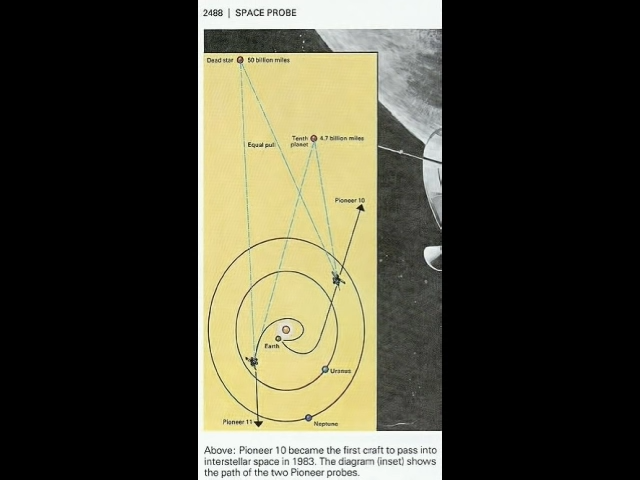 2488 | SPACE PROBE
Dead star 50 billion miles
Tenth planet 4.7 billion miles
Equal pull
Pioneer 10
Earth
Uranus
Pioneer 11
Neptune
Above: Pioneer 10 became the first craft to pass into
interstellar space in 1983. The diagram (inset) shows
the path of the two Pioneer probes.